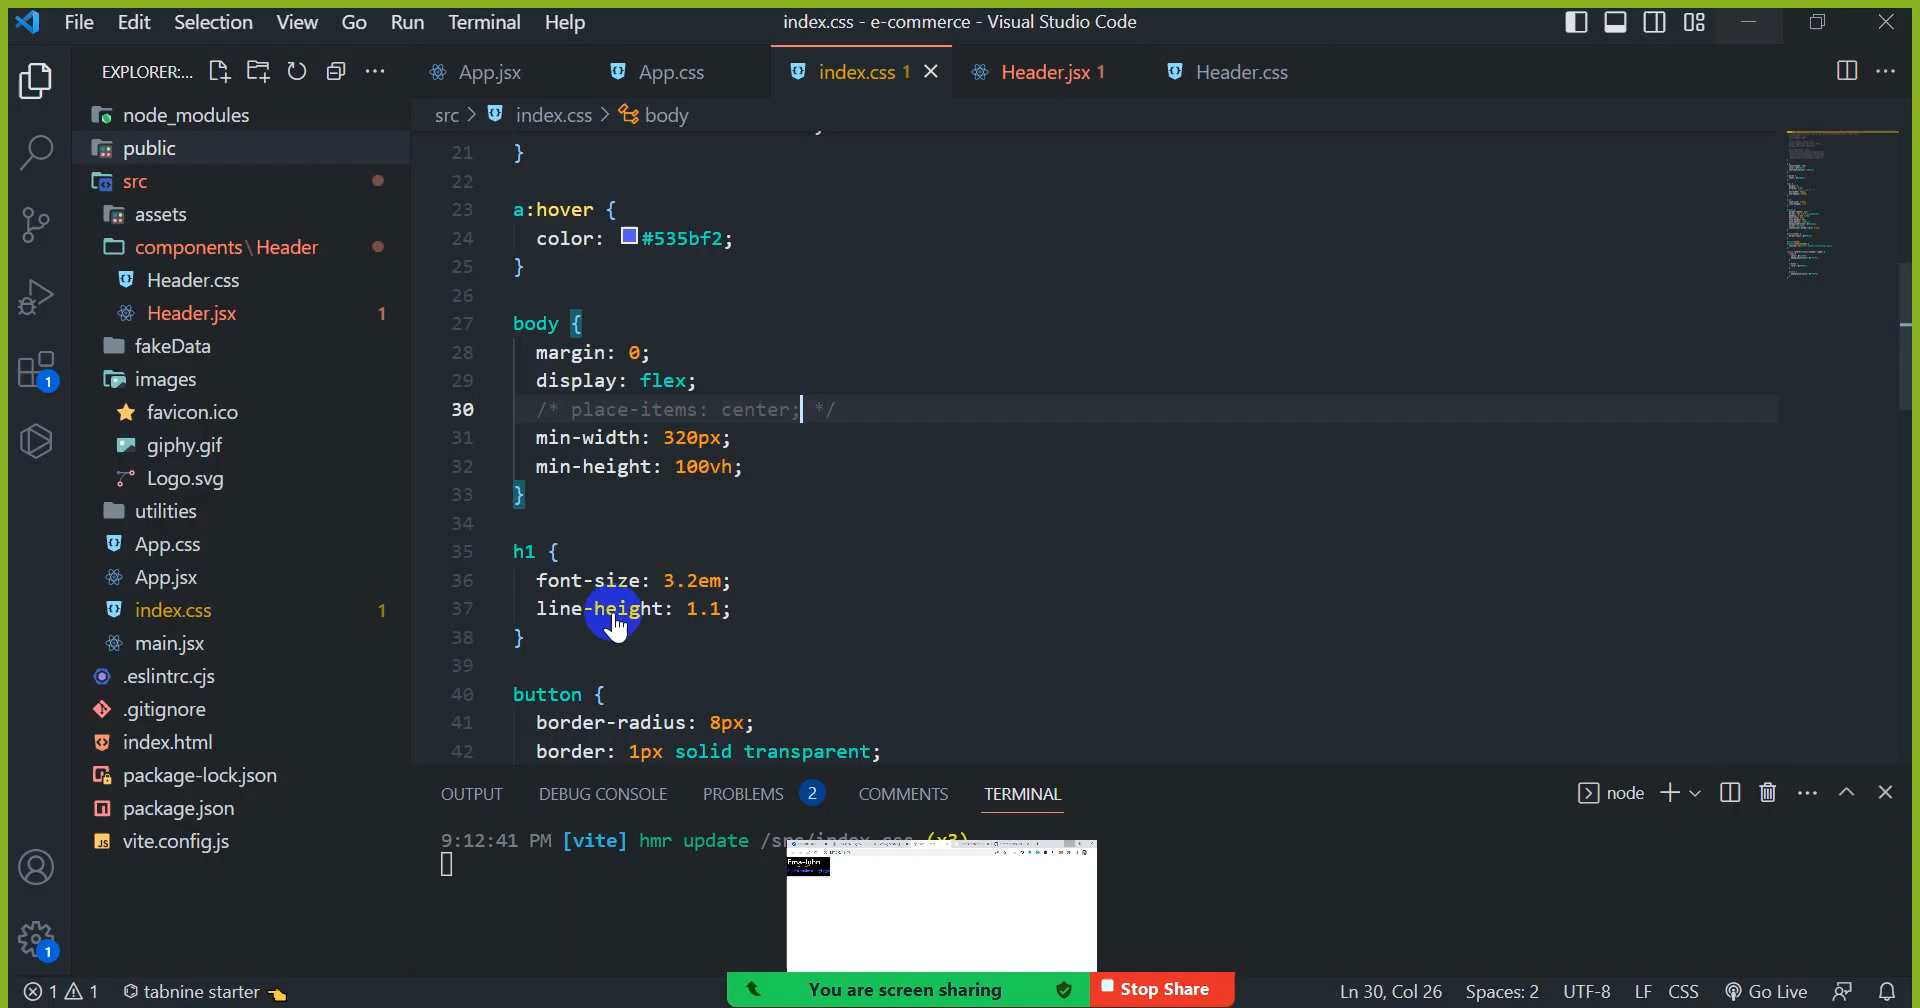 File Edit Selection View Go Run Terminal Help
index.css - e-commerce - Visual Studio Code
EXPLORER:...
App.jsx
App.css
index.css 1
Header.jsx 1
Header.css
src > index.css > body
node_modules
public
src
assets
components\Header
Header.css
Header.jsx 1
fakeData
images
favicon.ico
giphy.gif
Logo.svg
utilities
App.css
App.jsx
index.css 1
main.jsx
.eslintrc.cjs
.gitignore
index.html
package-lock.json
package.json
vite.config.js
1
1
21 }
22
23 a:hover {
24 color: #535bf2;
25 }
26
27 body {
28 margin: 0;
29 display: flex;
30 /* place-items: center; */
31 min-width: 320px;
32 min-height: 100vh;
33 }
34
35 h1 {
36 font-size: 3.2em;
37 line-height: 1.1;
38 }
39
40 button {
41 border-radius: 8px;
42 border: 1px solid transparent;
OUTPUT DEBUG CONSOLE PROBLEMS 2 COMMENTS TERMINAL
node
9:12:41 PM [vite] hmr update /src/index.css (x3)
Ema-John
You are screen sharing
Stop Share
1 1 tabnine starter
Ln 30, Col 26 Spaces: 2 UTF-8 LF CSS Go Live